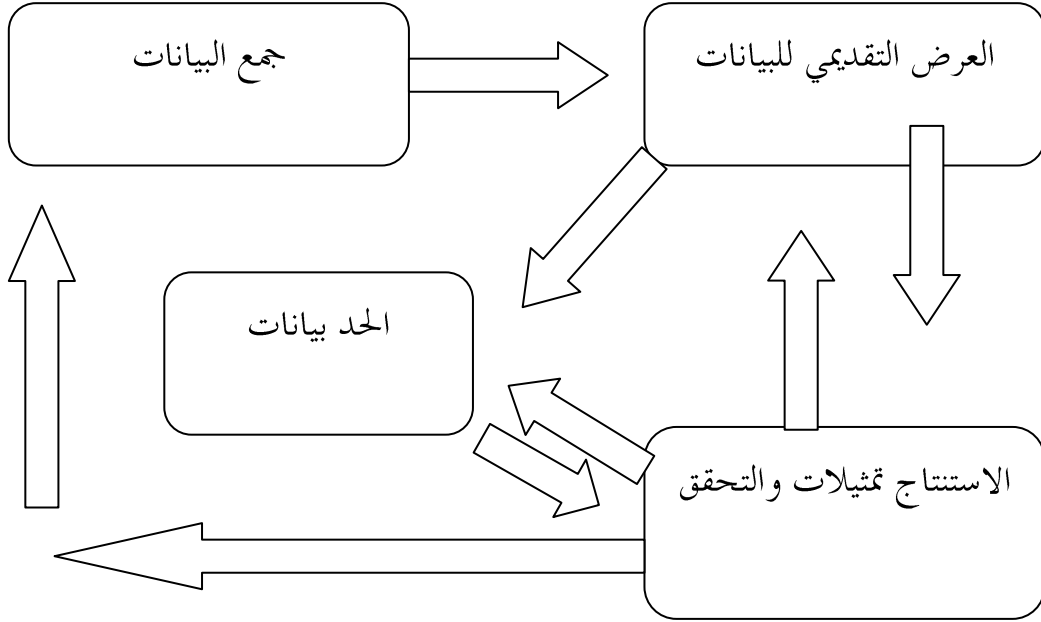 جمع البيانات
العرض التقديمي للبيانات
الحد بيانات
الاستنتاج تمثيلات والتحقق